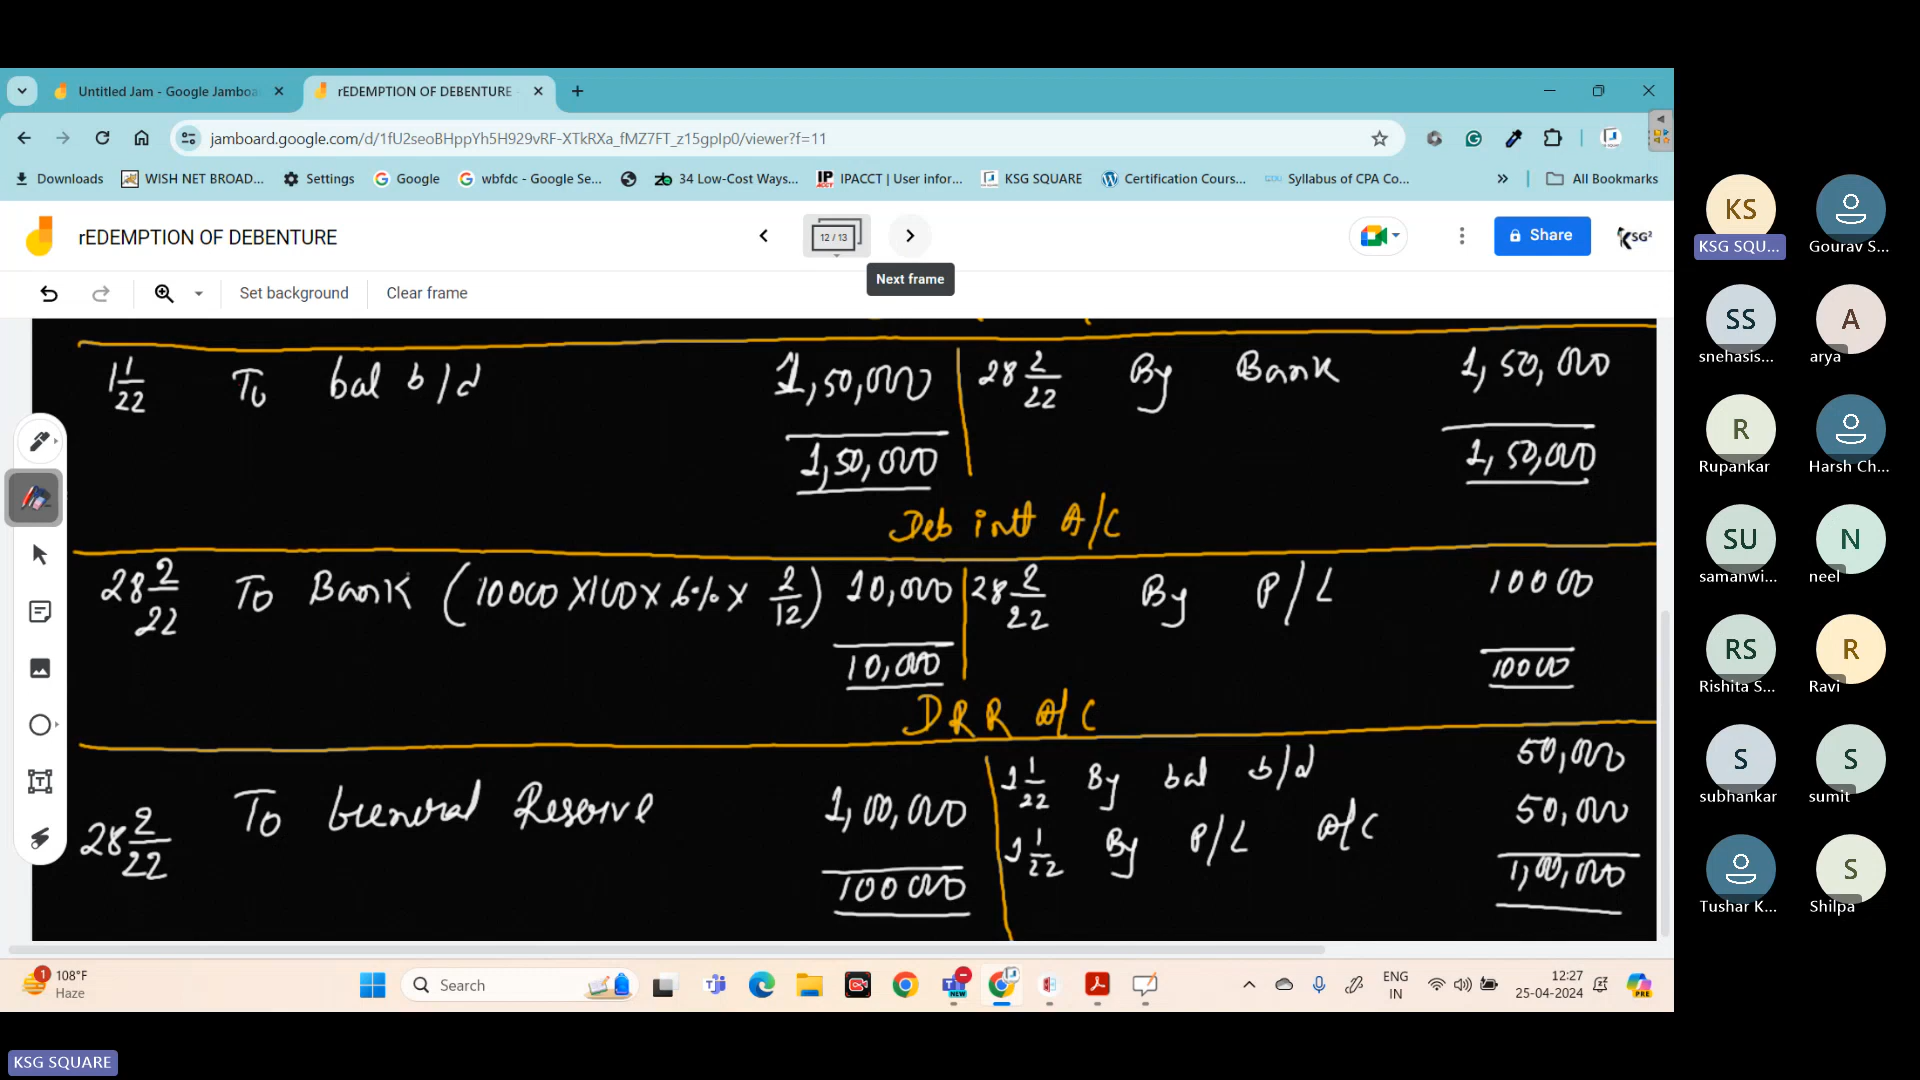 Untitled Jam - Google Jamboa
rEDEMPTION OF DEBENTURE -
jamboard.google.com/d/1fU2seoBHppYh5H929vRF-XTkRXa_fMZ7FT_z15gpIp0/viewer?f=11
Downloads WISH NET BROAD... Settings Google wbfdc - Google Se... 34 Low-Cost Ways... IPACCT | User infor... KSG SQUARE Certification Cours... Syllabus of CPA Co... » All Bookmarks
rEDEMPTION OF DEBENTURE
12 / 13
Share
KSG²
Next frame
Set background Clear frame
1 1/22 To bal b/d 1,50,000 28 2/22 By Bank 1,50,000
1,50,000 1,50,000
Deb intt A/C
28 2/22 To Bank (10000 X100 X 6% X 2/12) 10,000 28 2/22 By P/L 10000
10,000 10000
DRR A/C
1 1/22 By bal b/d 50,000
28 2/22 To General Reserve 1,00,000 1 1/22 By P/L A/C 50,000
100000 1,00,000
KS
KSG SQU...
Gourav S...
SS
snehasis...
A
arya
R
Rupankar
Harsh Ch...
SU
samanwi...
N
neel
RS
Rishita S...
R
Ravi
S
subhankar
S
sumit
Tushar K...
S
Shilpa
1
108°F
Haze
Search
NEW
ENG
IN
12:27
25-04-2024
PRE
KSG SQUARE